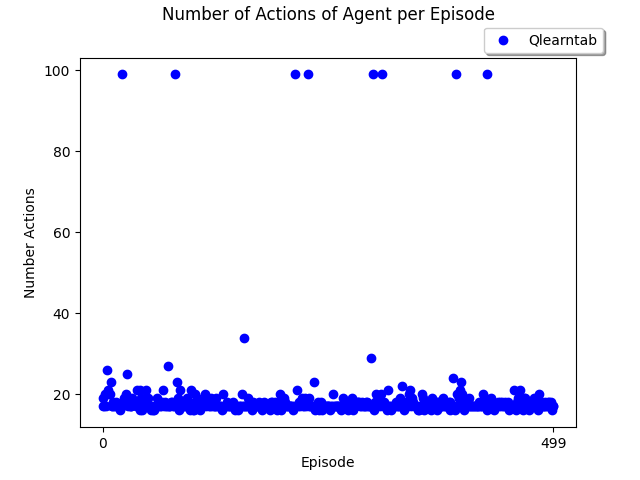 Number of Actions of Agent per Episode
Qlearntab
100
80
60
40
20
Number Actions
0
499
Episode